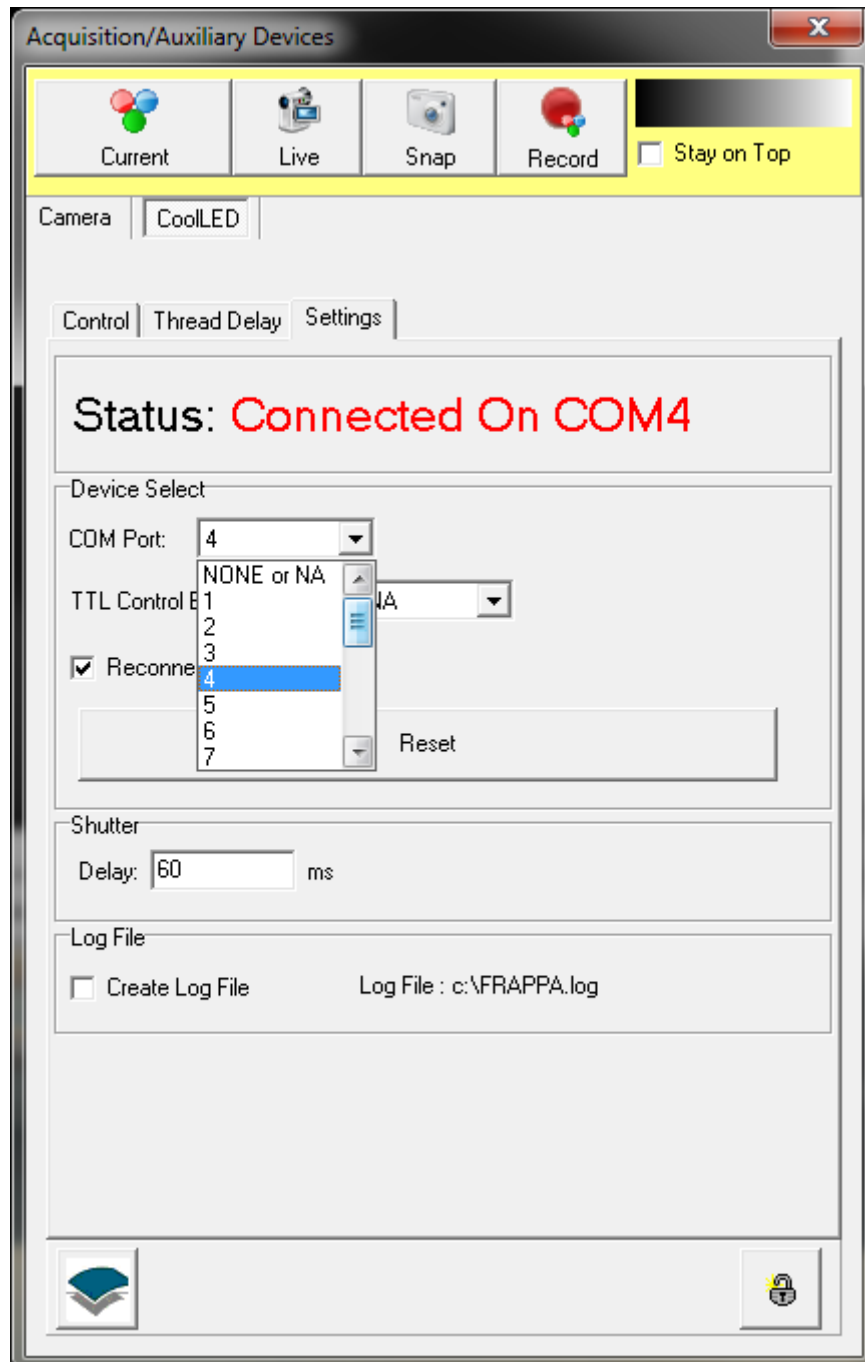 Acquisition/Auxiliary Devices
Current Live Snap Record Stay on Top
Camera CoolLED
Control Thread Delay Settings
Status: Connected On COM4
Device Select
COM Port: 4
NONE or NA
TTL Control
1
2
3
4
5
6
7
Reset
Shutter
Delay: 60 ms
Log File
Create Log File Log File : c:\FRAPPA.log